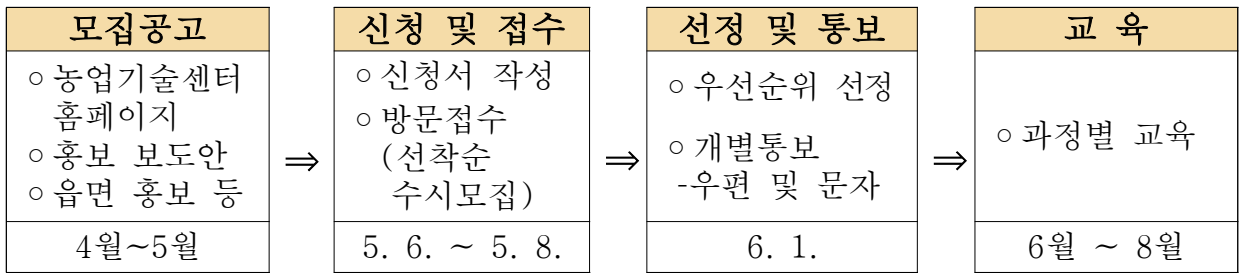 모집공고
○ 농업기술센터
홈페이지
○ 홍보 보도안
○ 읍면 홍보 등
4월~5월
⇒
신청 및 접수
○ 신청서 작성
○ 방문접수
(선착순
수시모집)
5. 6. ~ 5. 8.
⇒
선정 및 통보
○ 우선순위 선정
○ 개별통보
-우편 및 문자
6. 1.
⇒
교 육
○ 과정별 교육
6월 ~ 8월